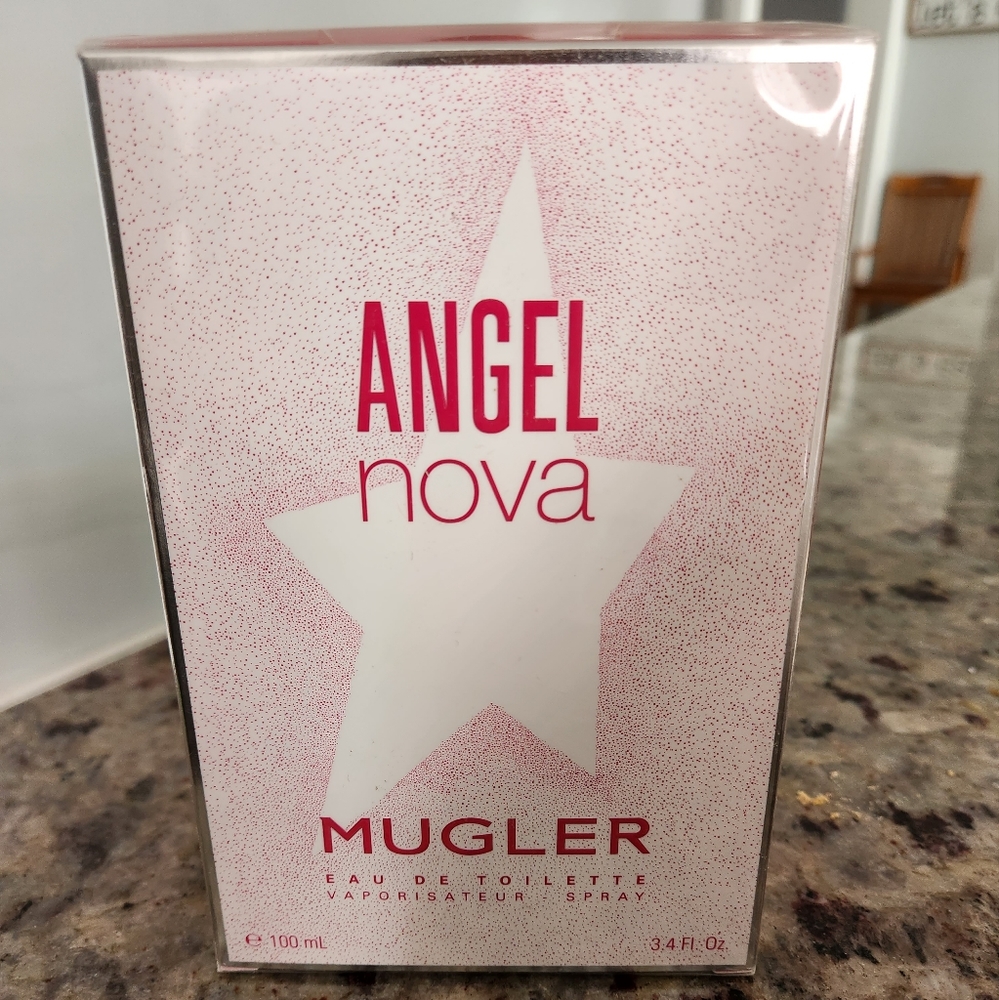 ANGEL
nova
MUGLER
EAU DE TOILETTE
VAPORISATEUR - SPRAY
℮ 100 mL
3.4 Fl. Oz.